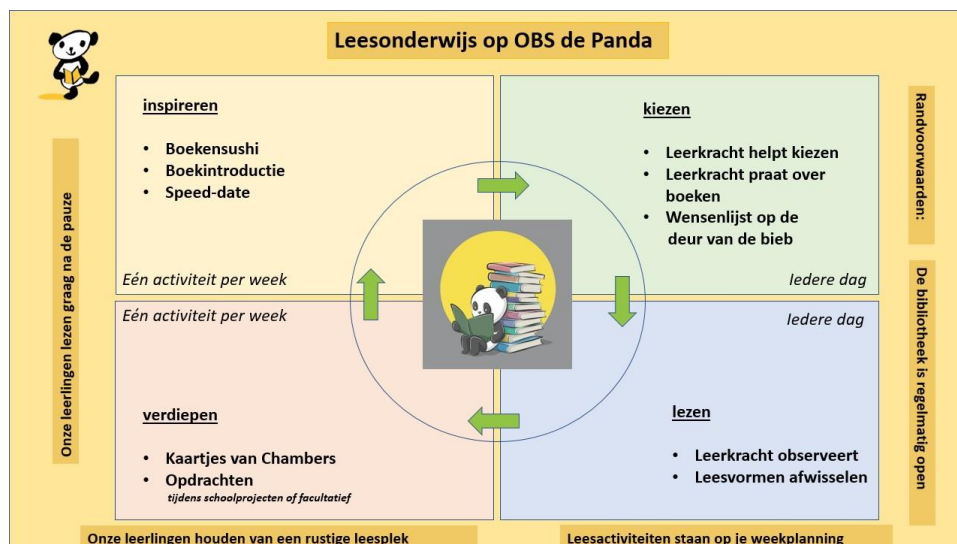 Leesonderwijs op OBS de Panda
inspireren
• Boekensushi
• Boekintroductie
• Speed-date
Eén activiteit per week
kiezen
• Leerkracht helpt kiezen
• Leerkracht praat over
boeken
• Wensenlijst op de
deur van de bieb
Iedere dag
Eén activiteit per week
verdiepen
• Kaartjes van Chambers
• Opdrachten
tijdens schoolprojecten of facultatief
Iedere dag
lezen
• Leerkracht observeert
• Leesvormen afwisselen
Onze leerlingen lezen graag na de pauze
Randvoorwaarden:
De bibliotheek is regelmatig open
Onze leerlingen houden van een rustige leesplek
Leesactiviteiten staan op je weekplanning